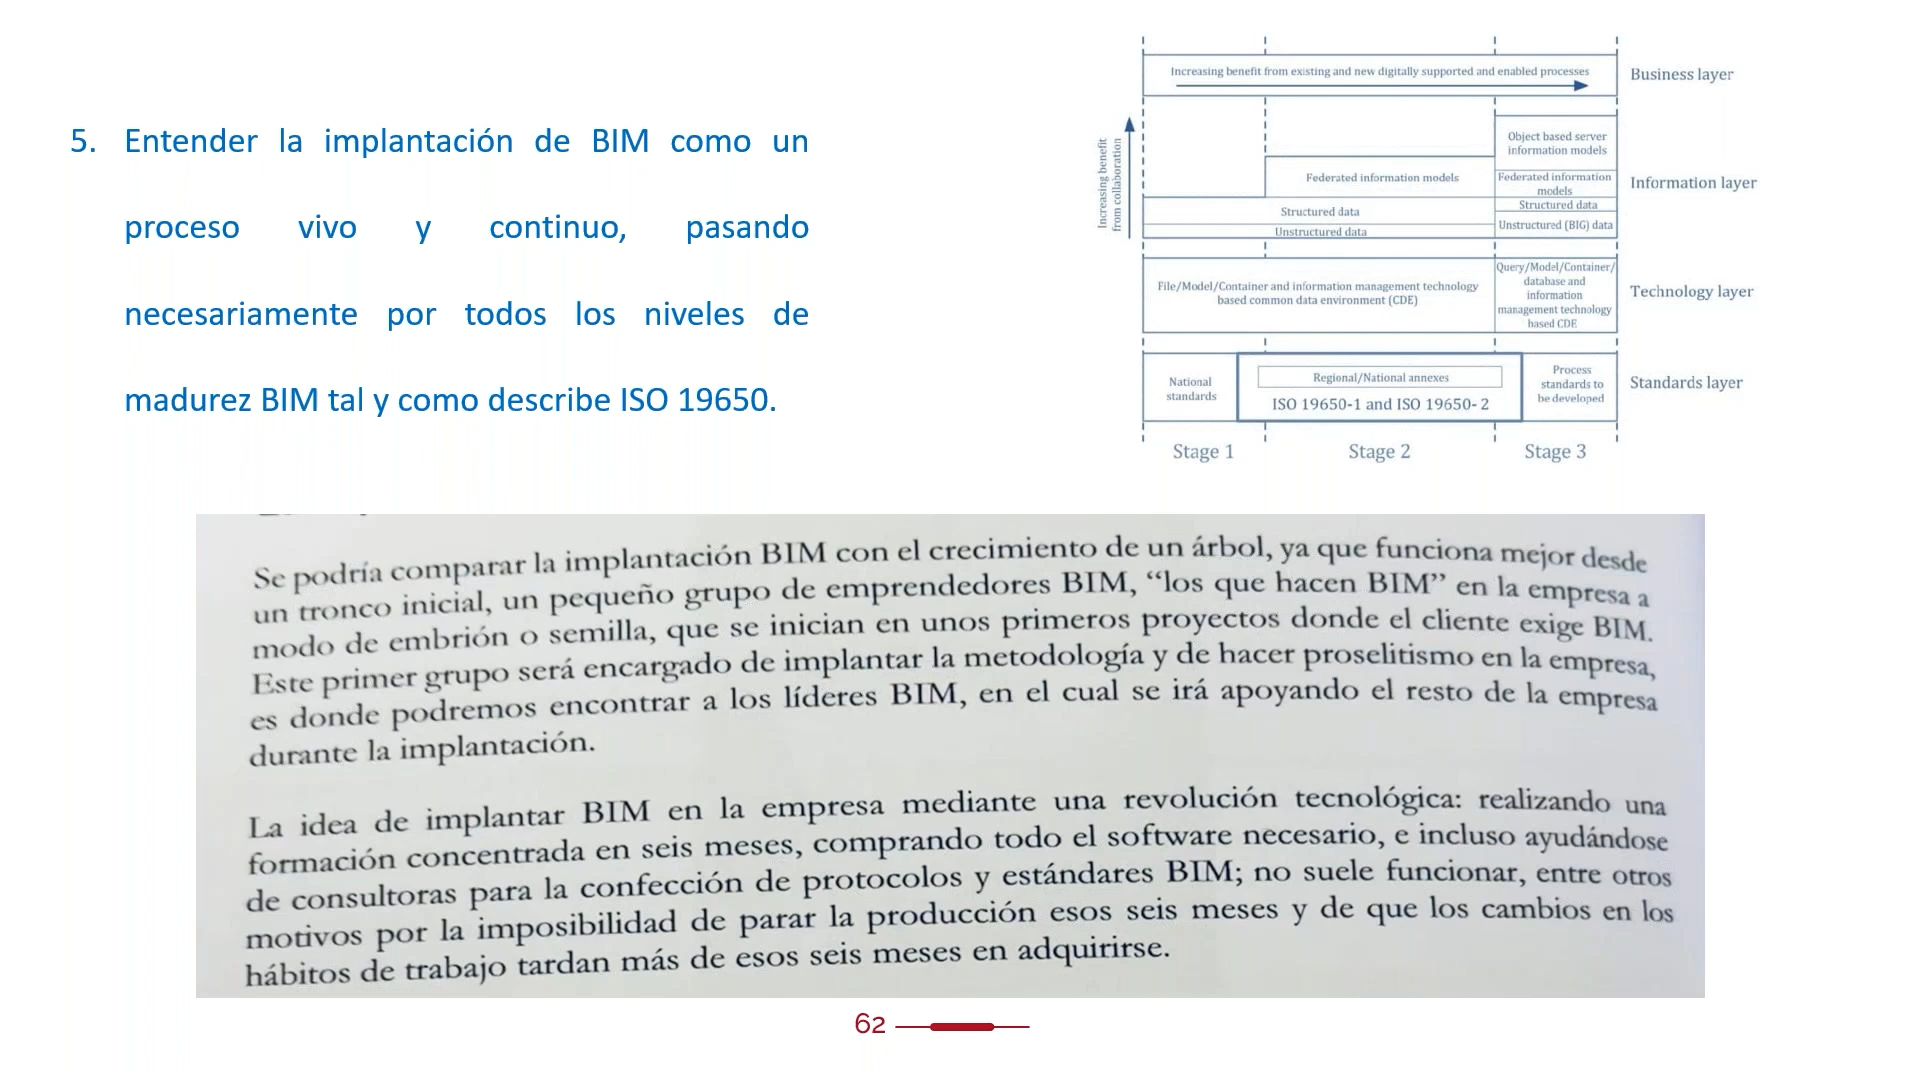 5. Entender la implantación de BIM como un
proceso vivo y continuo, pasando
necesariamente por todos los niveles de
madurez BIM tal y como describe ISO 19650.
Increasing benefit from existing and new digitally supported and enabled processes
Business layer
Increasing benefit
from collaboration
Object based server
information models
Federated information models
Federated information
models
Information layer
Structured data
Structured data
Unstructured data
Unstructured (BIG) data
File/Model/Container and information management technology
based common data environment (CDE)
Query/Model/Container/
database and
information
management technology
based CDE
Technology layer
National
standards
Regional/National annexes
ISO 19650-1 and ISO 19650- 2
Process
standards to
be developed
Standards layer
Stage 1
Stage 2
Stage 3
Se podría comparar la implantación BIM con el crecimiento de un árbol, ya que funciona mejor desde
un tronco inicial, un pequeño grupo de emprendedores BIM, “los que hacen BIM” en la empresa a
modo de embrión o semilla, que se inician en unos primeros proyectos donde el cliente exige BIM.
Este primer grupo será encargado de implantar la metodología y de hacer proselitismo en la empresa,
es donde podremos encontrar a los líderes BIM, en el cual se irá apoyando el resto de la empresa
durante la implantación.
La idea de implantar BIM en la empresa mediante una revolución tecnológica: realizando una
formación concentrada en seis meses, comprando todo el software necesario, e incluso ayudándose
de consultoras para la confección de protocolos y estándares BIM; no suele funcionar, entre otros
motivos por la imposibilidad de parar la producción esos seis meses y de que los cambios en los
hábitos de trabajo tardan más de esos seis meses en adquirirse.
62